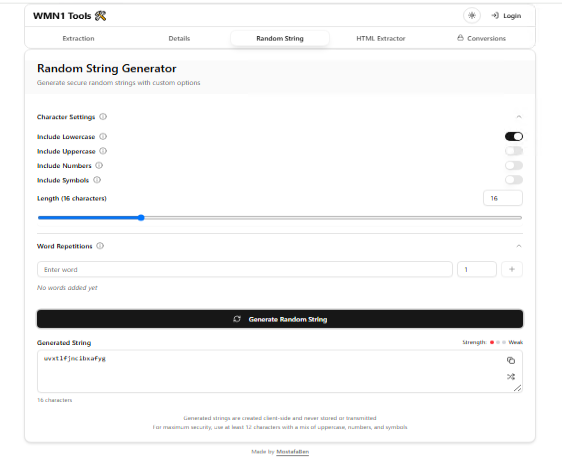 WMN1 Tools 🛠
Login
Extraction Details Random String HTML Extractor Conversions
Random String Generator
Generate secure random strings with custom options
Character Settings
Include Lowercase
Include Uppercase
Include Numbers
Include Symbols
Length (16 characters) 16
Word Repetitions
Enter word 1 +
No words added yet
Generate Random String
Generated String Strength: Weak
16 characters
Generated strings are created client-side and never stored or transmitted
For maximum security, use at least 12 characters with a mix of uppercase, numbers, and symbols
Made by MostafaBen